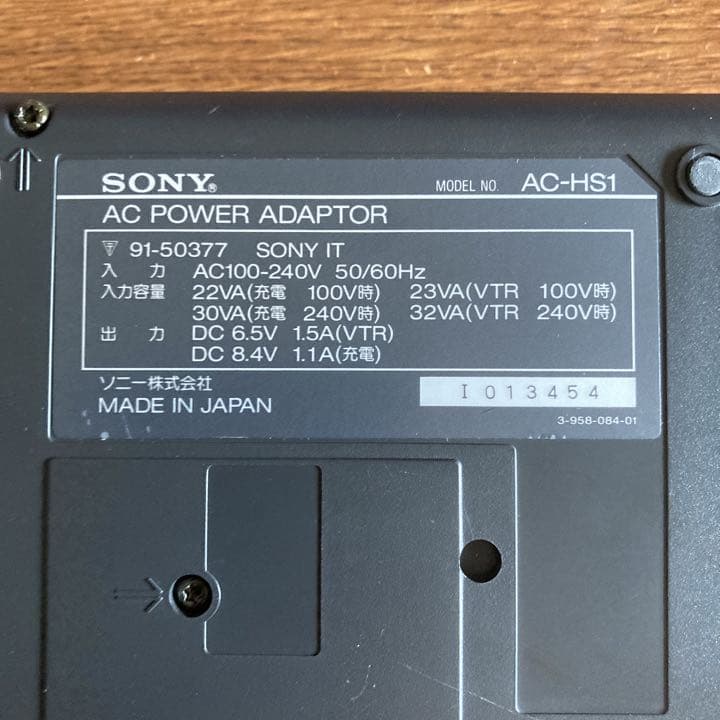 SONY® MODEL NO. AC-HS1
AC POWER ADAPTOR
91-50377 SONY IT
入力 AC100-240V 50/60Hz
入力容量 22VA(充電 100V時) 23VA(VTR 100V時)
30VA(充電 240V時) 32VA(VTR 240V時)
出力 DC 6.5V 1.5A(VTR)
DC 8.4V 1.1A(充電)
ソニー株式会社
MADE IN JAPAN
I 013454
3-958-084-01